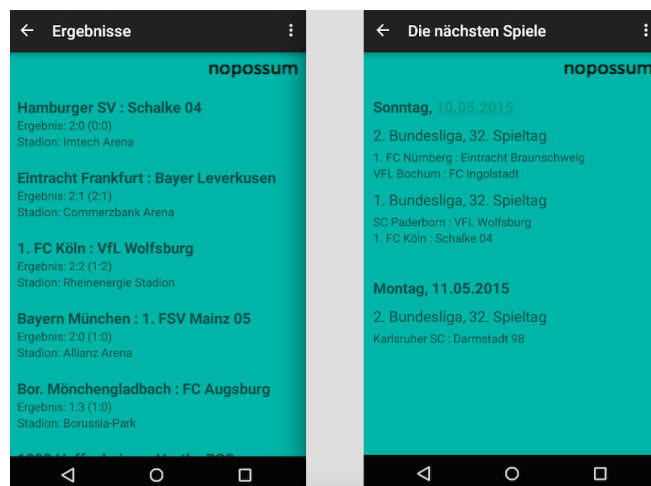 Ergebnisse
nopossum
Hamburger SV : Schalke 04
Ergebnis: 2:0 (0:0)
Stadion: Imtech Arena
Eintracht Frankfurt : Bayer Leverkusen
Ergebnis: 2:1 (2:1)
Stadion: Commerzbank Arena
1. FC Köln : VfL Wolfsburg
Ergebnis: 2:2 (1:2)
Stadion: Rheinenergie Stadion
Bayern München : 1. FSV Mainz 05
Ergebnis: 2:0 (1:0)
Stadion: Allianz Arena
Bor. Mönchengladbach : FC Augsburg
Ergebnis: 1:3 (1:0)
Stadion: Borussia-Park
Die nächsten Spiele
nopossum
Sonntag, 10.05.2015
2. Bundesliga, 32. Spieltag
1. FC Nürnberg : Eintracht Braunschweig
VFL Bochum : FC Ingolstadt
1. Bundesliga, 32. Spieltag
SC Paderborn : VFL Wolfsburg
1. FC Köln : Schalke 04
Montag, 11.05.2015
2. Bundesliga, 32. Spieltag
Karlsruher SC : Darmstadt 98